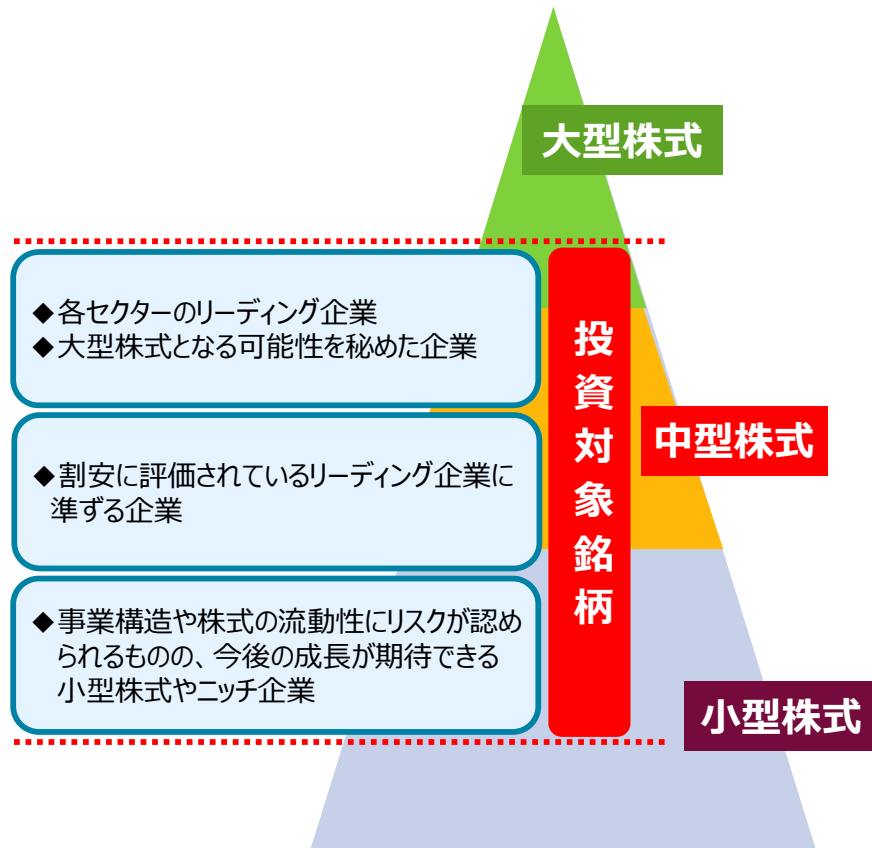 大型株式
◆各セクターのリーディング企業
◆大型株式となる可能性を秘めた企業
投資対象銘柄
中型株式
◆割安に評価されているリーディング企業に
準ずる企業
◆事業構造や株式の流動性にリスクが認め
られるものの、今後の成長が期待できる
小型株式やニッチ企業
小型株式